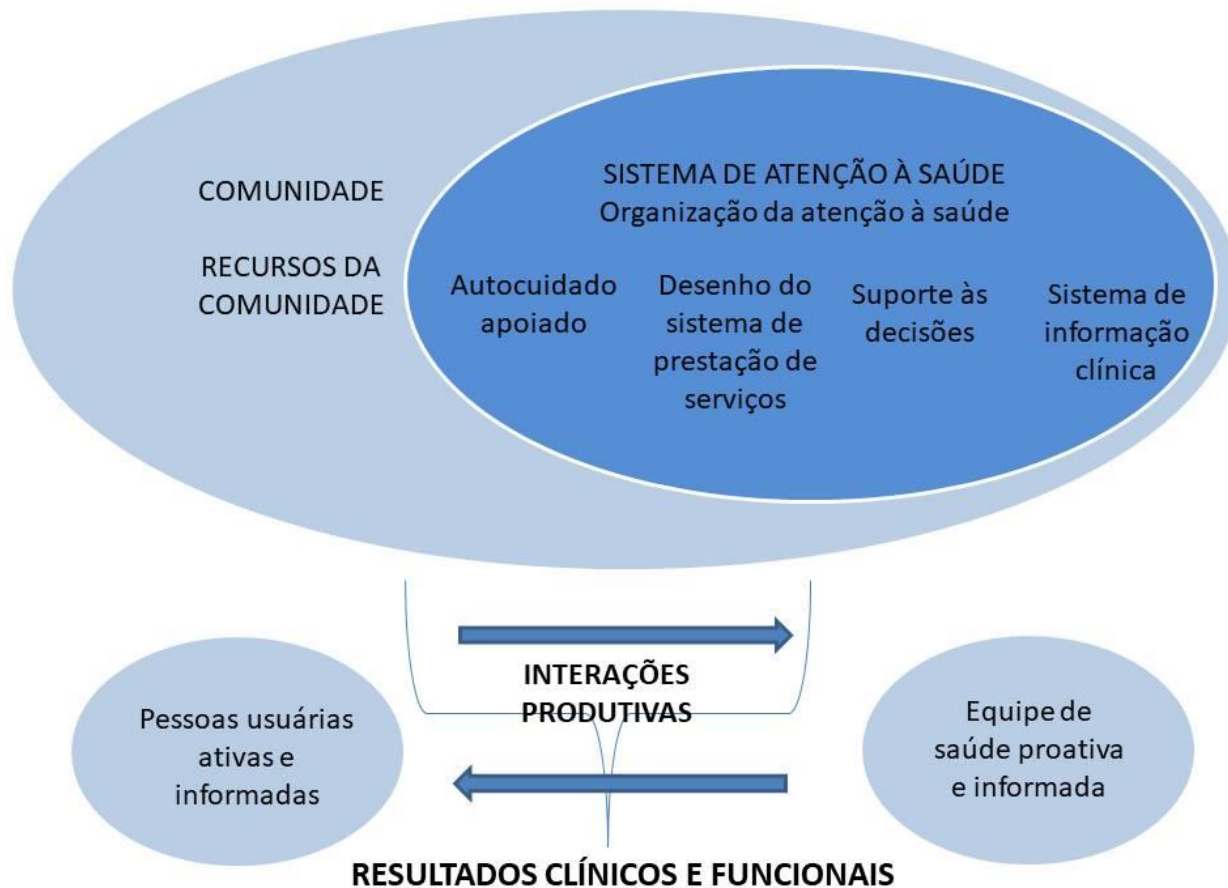 COMUNIDADE
RECURSOS DA
COMUNIDADE
SISTEMA DE ATENÇÃO À SAÚDE
Organização da atenção à saúde
Autocuidado
apoiado
Desenho do
sistema de
prestação de
serviços
Suporte às
decisões
Sistema de
informação
clínica
INTERAÇÕES
PRODUTIVAS
Pessoas usuárias
ativas e
informadas
Equipe de
saúde proativa
e informada
RESULTADOS CLÍNICOS E FUNCIONAIS